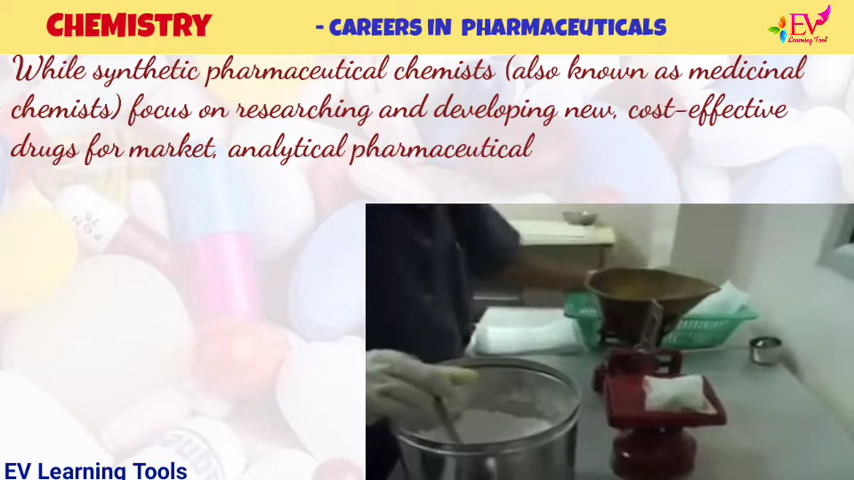 CHEMISTRY - CAREERS IN PHARMACEUTICALS
EV
Learning Tool
While synthetic pharmaceutical chemists (also known as medicinal
chemists) focus on researching and developing new, cost-effective
drugs for market, analytical pharmaceutical
EV Learning Tools